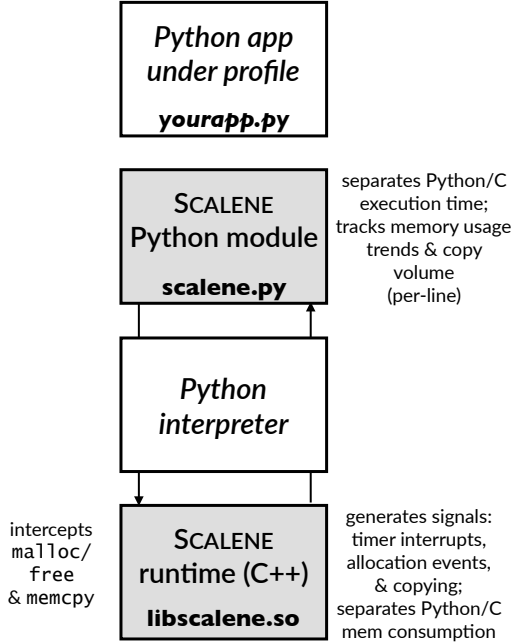 Python app
under profile
yourapp.py
SCALENE
Python module
scalene.py
separates Python/C
execution time;
tracks memory usage
trends & copy
volume
(per-line)
Python
interpreter
intercepts
malloc/
free
& memcpy
SCALENE
runtime (C++)
libscalene.so
generates signals:
timer interrupts,
allocation events,
& copying;
separates Python/C
mem consumption